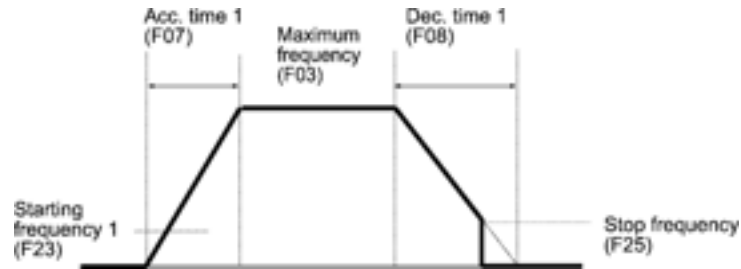 Acc. time 1
(F07)
Maximum
frequency
(F03)
Dec. time 1
(F08)
Starting
frequency 1
(F23)
Stop frequency
(F25)